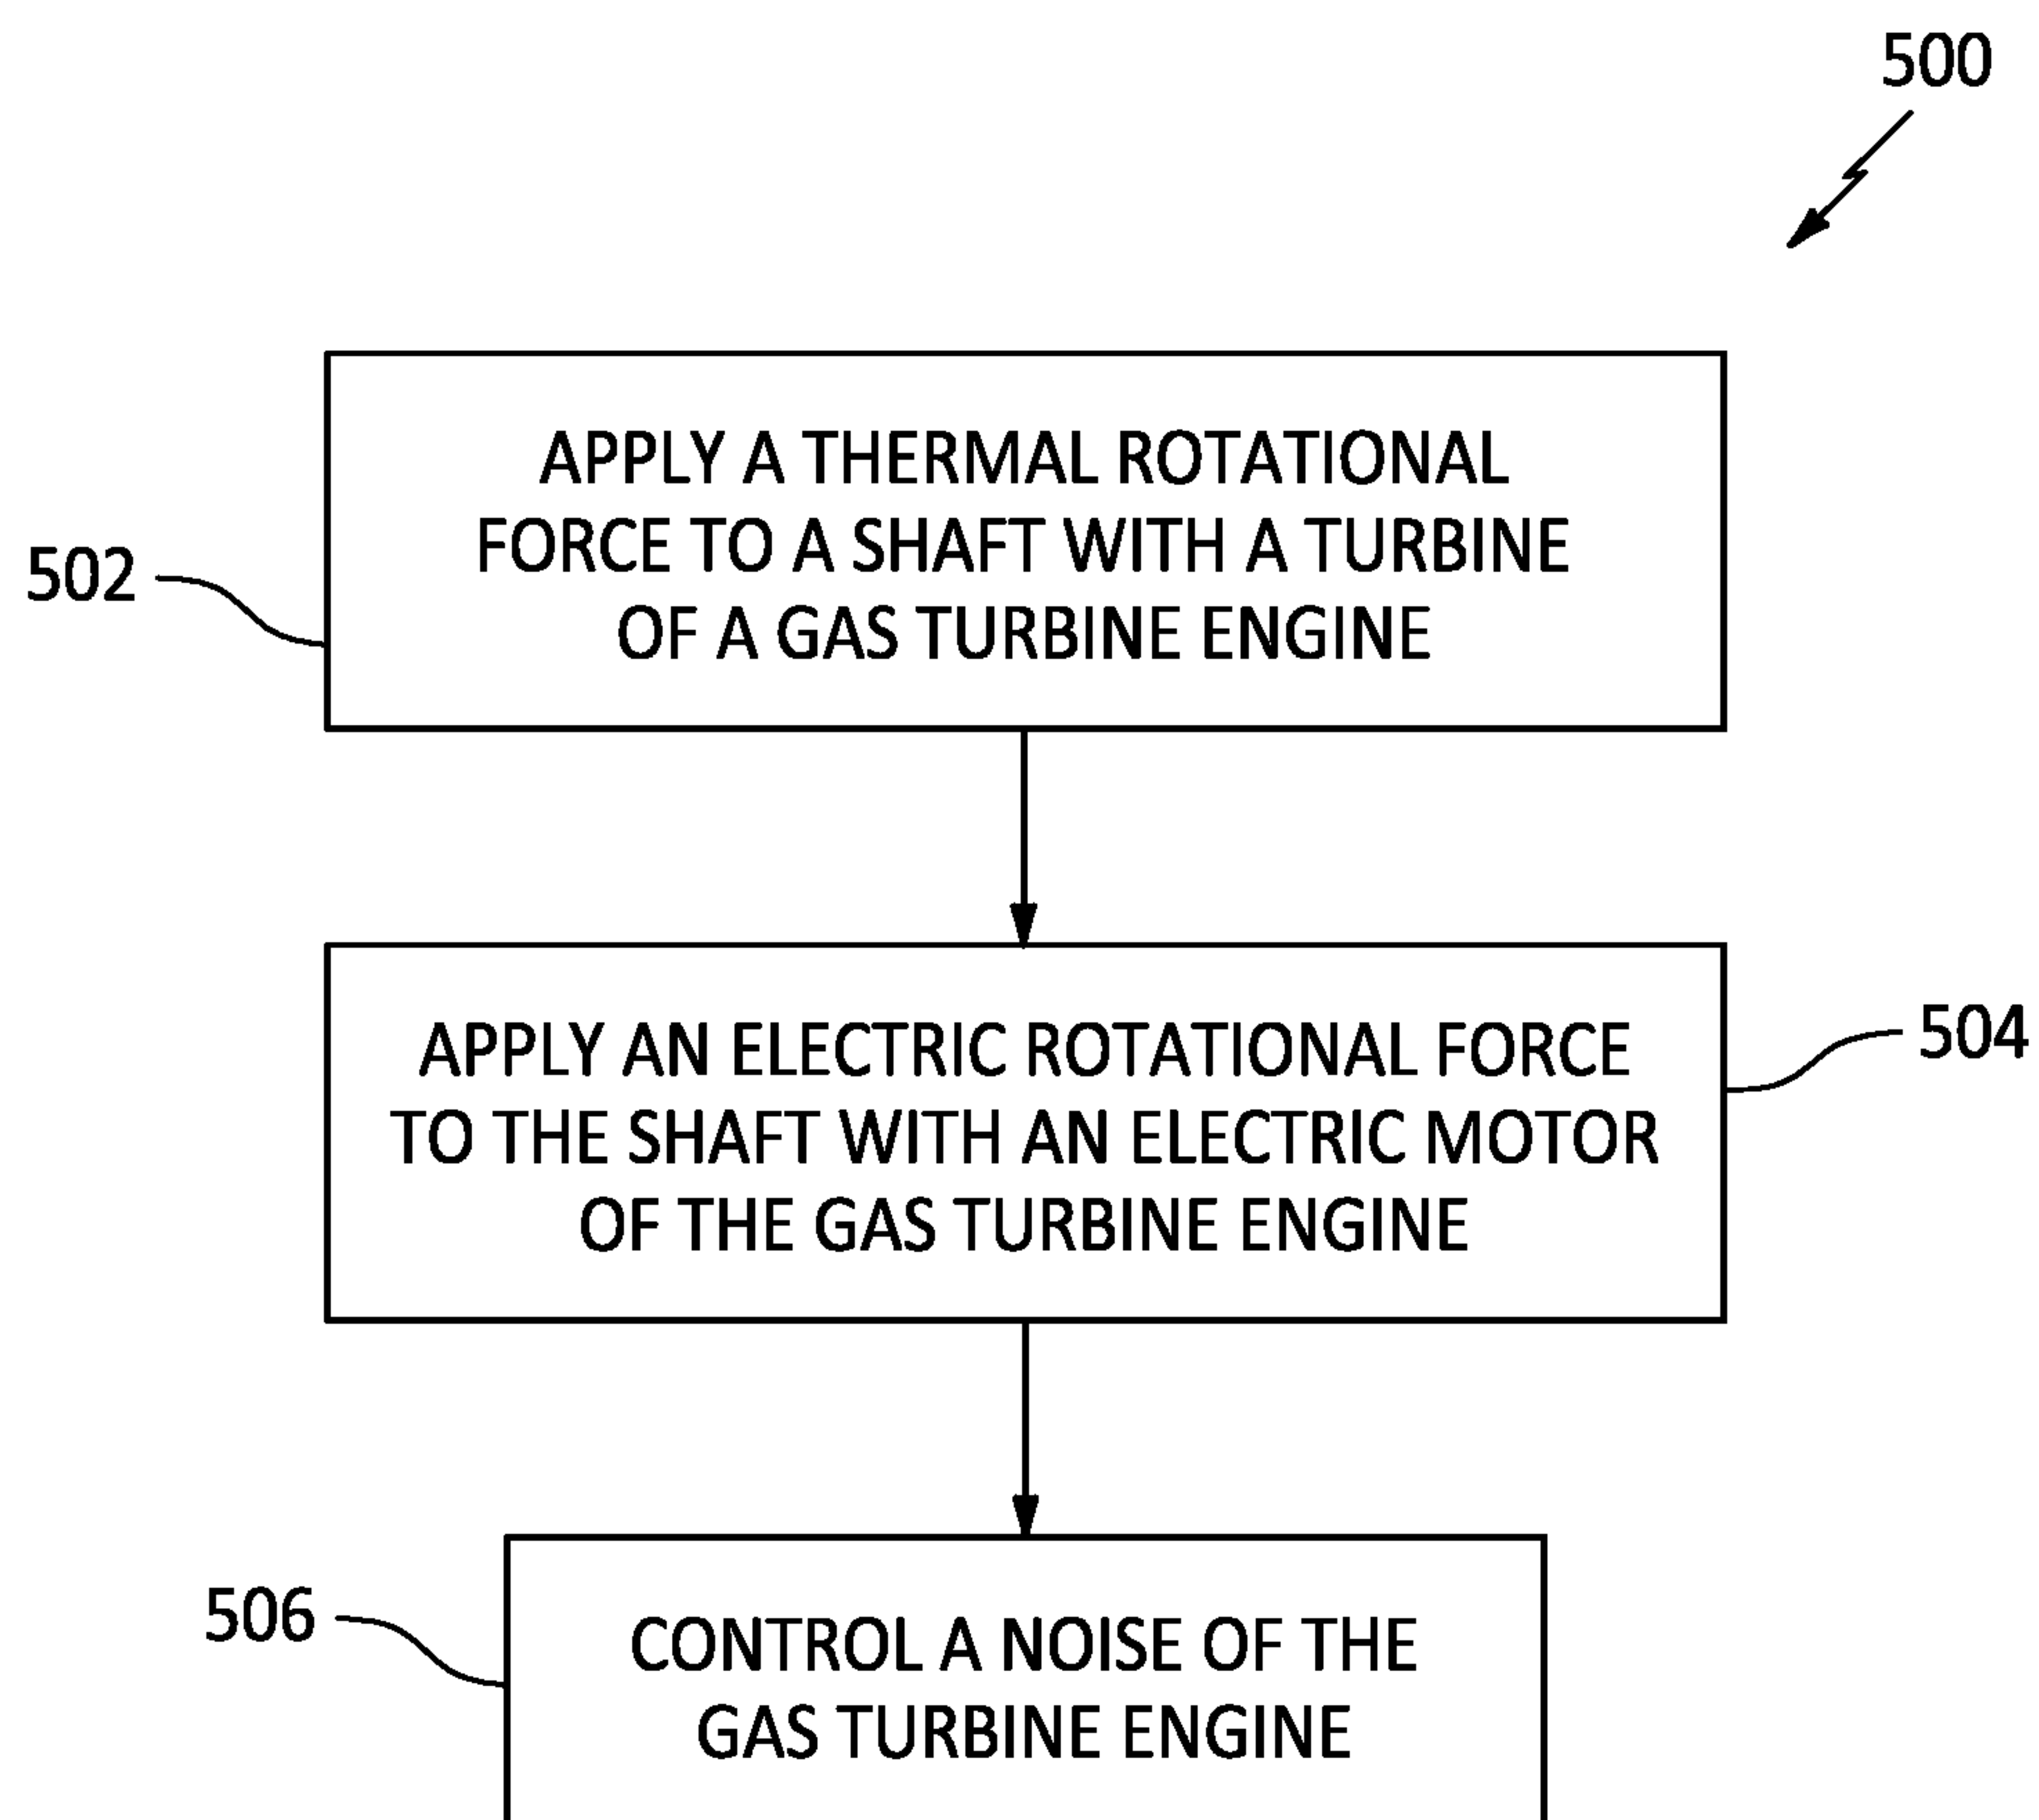 500
APPLY A THERMAL ROTATIONAL
FORCE TO A SHAFT WITH A TURBINE
OF A GAS TURBINE ENGINE
502
APPLY AN ELECTRIC ROTATIONAL FORCE
TO THE SHAFT WITH AN ELECTRIC MOTOR
OF THE GAS TURBINE ENGINE
504
506
CONTROL A NOISE OF THE
GAS TURBINE ENGINE